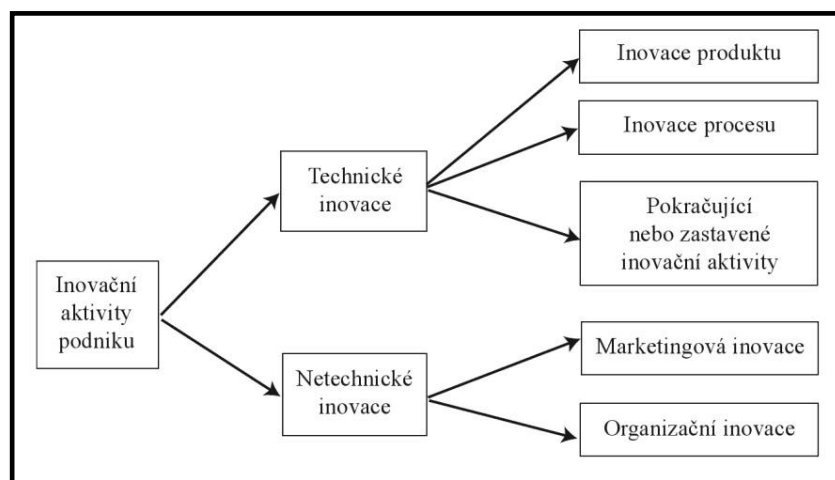 Inovační
aktivity
podniku
Technické
inovace
Netechnické
inovace
Inovace produktu
Inovace procesu
Pokračující
nebo zastavené
inovační aktivity
Marketingová inovace
Organizační inovace